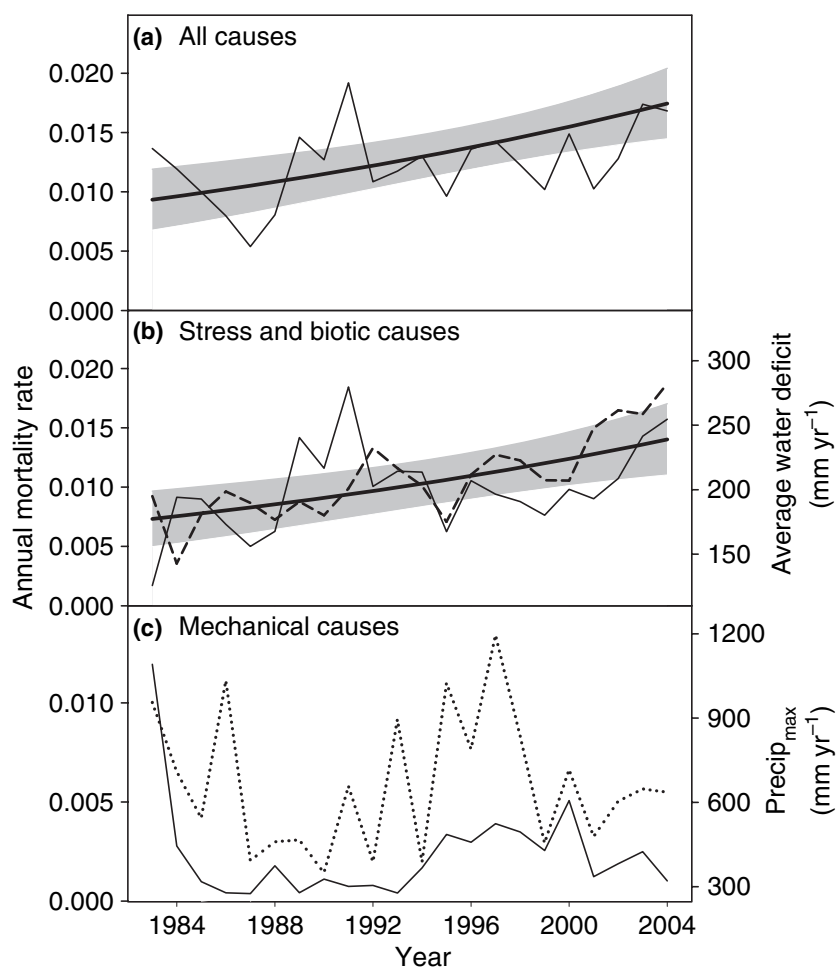 (a) All causes
0.020
0.015
0.010
0.005
0.000
(b) Stress and biotic causes
0.020
0.015
0.010
0.005
0.000
300
250
200
150
Annual mortality rate
Average water deficit
(mm yr⁻¹)
(c) Mechanical causes
0.010
0.005
0.000
1200
900
600
300
Precip_max
(mm yr⁻¹)
1984 1988 1992 1996 2000 2004
Year